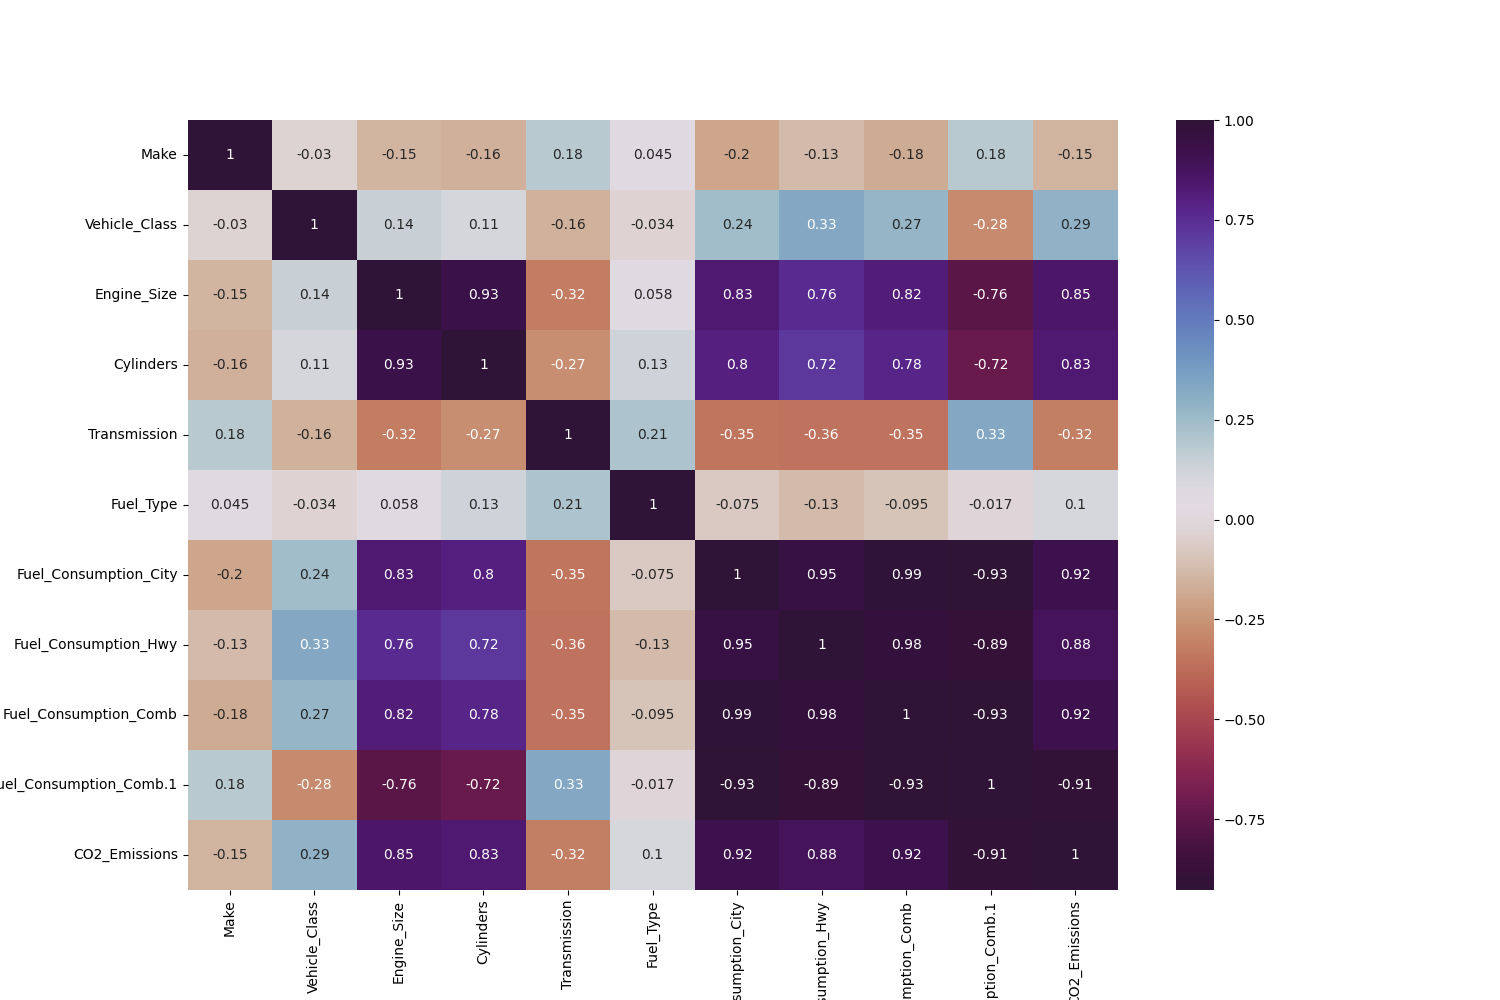 Make 1 -0.03 -0.15 -0.16 0.18 0.045 -0.2 -0.13 -0.18 0.18 -0.15
Vehicle_Class -0.03 1 0.14 0.11 -0.16 -0.034 0.24 0.33 0.27 -0.28 0.29
Engine_Size -0.15 0.14 1 0.93 -0.32 0.058 0.83 0.76 0.82 -0.76 0.85
Cylinders -0.16 0.11 0.93 1 -0.27 0.13 0.8 0.72 0.78 -0.72 0.83
Transmission 0.18 -0.16 -0.32 -0.27 1 0.21 -0.35 -0.36 -0.35 0.33 -0.32
Fuel_Type 0.045 -0.034 0.058 0.13 0.21 1 -0.075 -0.13 -0.095 -0.017 0.1
Fuel_Consumption_City -0.2 0.24 0.83 0.8 -0.35 -0.075 1 0.95 0.99 -0.93 0.92
Fuel_Consumption_Hwy -0.13 0.33 0.76 0.72 -0.36 -0.13 0.95 1 0.98 -0.89 0.88
Fuel_Consumption_Comb -0.18 0.27 0.82 0.78 -0.35 -0.095 0.99 0.98 1 -0.93 0.92
uel_Consumption_Comb.1 0.18 -0.28 -0.76 -0.72 0.33 -0.017 -0.93 -0.89 -0.93 1 -0.91
CO2_Emissions -0.15 0.29 0.85 0.83 -0.32 0.1 0.92 0.88 0.92 -0.91 1
Make
Vehicle_Class
Engine_Size
Cylinders
Transmission
Fuel_Type
sumption_City
sumption_Hwy
mption_Comb
ption_Comb.1
CO2_Emissions
1.00
0.75
0.50
0.25
0.00
−0.25
−0.50
−0.75